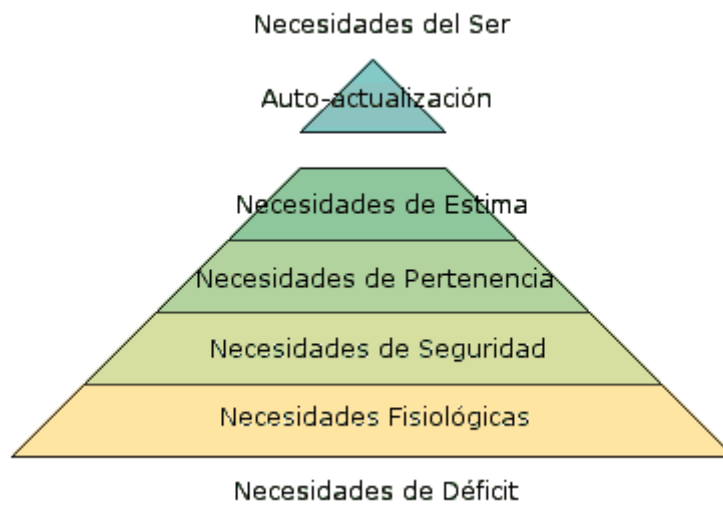 Necesidades del Ser
Auto-actualización
Necesidades de Estima
Necesidades de Pertenencia
Necesidades de Seguridad
Necesidades Fisiológicas
Necesidades de Déficit